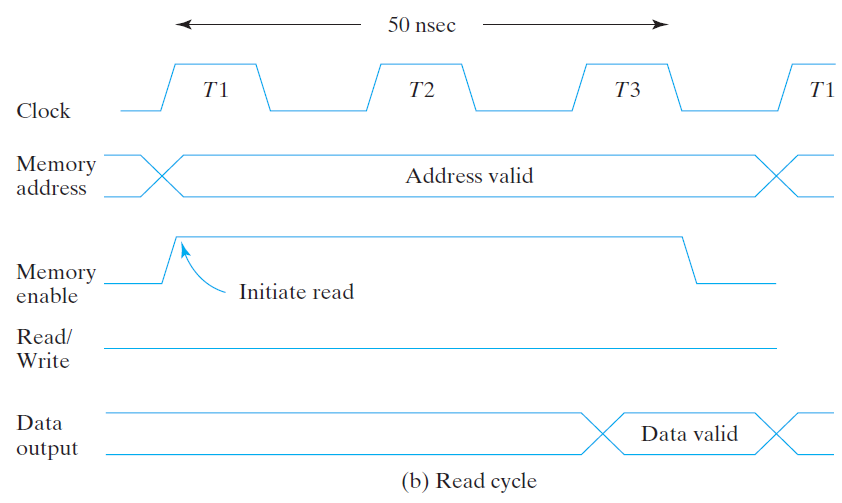 50 nsec
T1 T2 T3 T1
Clock
Memory
address
Address valid
Memory
enable
Initiate read
Read/
Write
Data
output
Data valid
(b) Read cycle